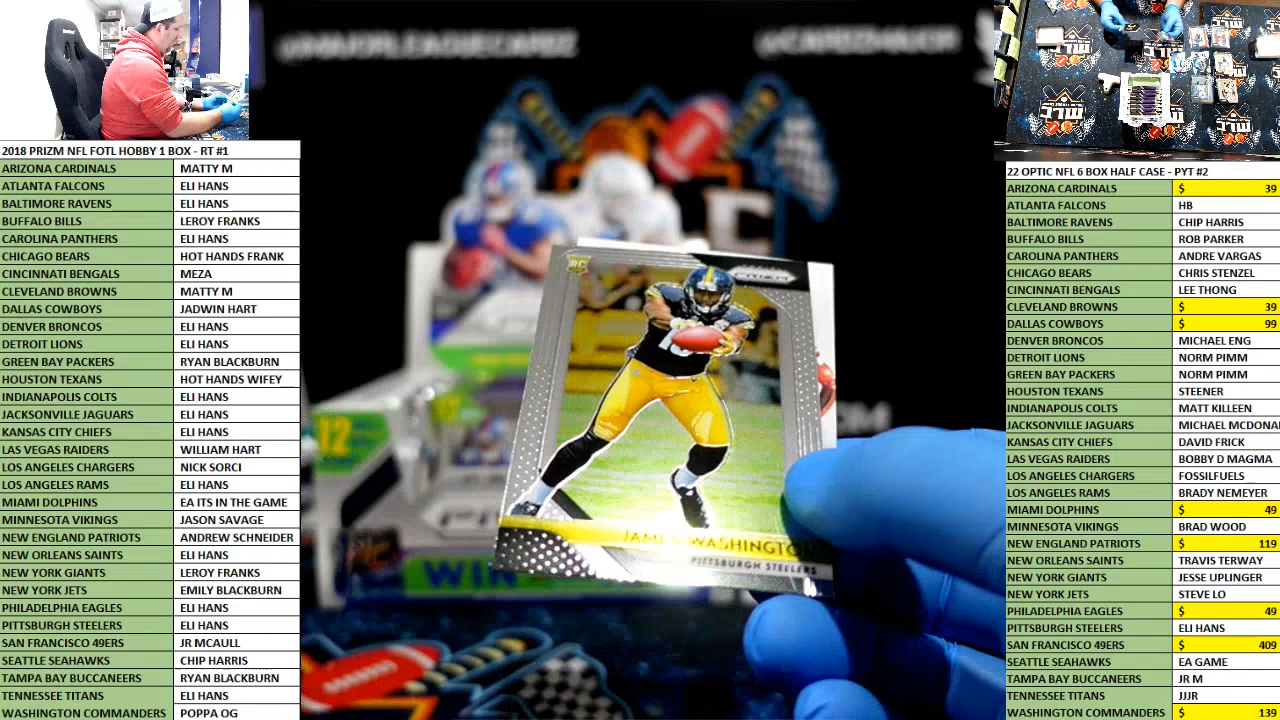 2018 PRIZM NFL FOTL HOBBY 1 BOX - RT #1
ARIZONA CARDINALS MATTY M
ATLANTA FALCONS ELI HANS
BALTIMORE RAVENS ELI HANS
BUFFALO BILLS LEROY FRANKS
CAROLINA PANTHERS ELI HANS
CHICAGO BEARS HOT HANDS FRANK
CINCINNATI BENGALS MEZA
CLEVELAND BROWNS MATTY M
DALLAS COWBOYS JADWIN HART
DENVER BRONCOS ELI HANS
DETROIT LIONS ELI HANS
GREEN BAY PACKERS RYAN BLACKBURN
HOUSTON TEXANS HOT HANDS WIFEY
INDIANAPOLIS COLTS ELI HANS
JACKSONVILLE JAGUARS ELI HANS
KANSAS CITY CHIEFS ELI HANS
LAS VEGAS RAIDERS WILLIAM HART
LOS ANGELES CHARGERS NICK SORCI
LOS ANGELES RAMS ELI HANS
MIAMI DOLPHINS EA ITS IN THE GAME
MINNESOTA VIKINGS JASON SAVAGE
NEW ENGLAND PATRIOTS ANDREW SCHNEIDER
NEW ORLEANS SAINTS ELI HANS
NEW YORK GIANTS LEROY FRANKS
NEW YORK JETS EMILY BLACKBURN
PHILADELPHIA EAGLES ELI HANS
PITTSBURGH STEELERS ELI HANS
SAN FRANCISCO 49ERS JR MCAULL
SEATTLE SEAHAWKS CHIP HARRIS
TAMPA BAY BUCCANEERS RYAN BLACKBURN
TENNESSEE TITANS ELI HANS
WASHINGTON COMMANDERS POPPA OG
RC
PRIZM
JAMES WASHINGTON
PITTSBURGH STEELERS
12
WIN
22 OPTIC NFL 6 BOX HALF CASE - PYT #2
ARIZONA CARDINALS $ 39
ATLANTA FALCONS HB
BALTIMORE RAVENS CHIP HARRIS
BUFFALO BILLS ROB PARKER
CAROLINA PANTHERS ANDRE VARGAS
CHICAGO BEARS CHRIS STENZEL
CINCINNATI BENGALS LEE THONG
CLEVELAND BROWNS $ 39
DALLAS COWBOYS $ 99
DENVER BRONCOS MICHAEL ENG
DETROIT LIONS NORM PIMM
GREEN BAY PACKERS NORM PIMM
HOUSTON TEXANS STEENER
INDIANAPOLIS COLTS MATT KILLEEN
JACKSONVILLE JAGUARS MICHAEL MCDONA
KANSAS CITY CHIEFS DAVID FRICK
LAS VEGAS RAIDERS BOBBY D MAGMA
LOS ANGELES CHARGERS FOSSILFUELS
LOS ANGELES RAMS BRADY NEMEYER
MIAMI DOLPHINS $ 49
MINNESOTA VIKINGS BRAD WOOD
NEW ENGLAND PATRIOTS $ 119
NEW ORLEANS SAINTS TRAVIS TERWAY
NEW YORK GIANTS JESSE UPLINGER
NEW YORK JETS STEVE LO
PHILADELPHIA EAGLES $ 49
PITTSBURGH STEELERS ELI HANS
SAN FRANCISCO 49ERS $ 409
SEATTLE SEAHAWKS EA GAME
TAMPA BAY BUCCANEERS JR M
TENNESSEE TITANS JJJR
WASHINGTON COMMANDERS $ 139